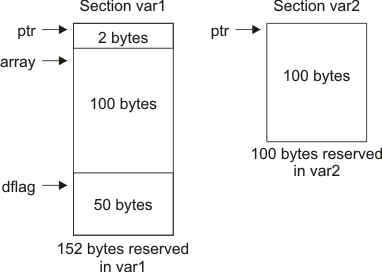 Section var1
ptr
2 bytes
array
100 bytes
dflag
50 bytes
152 bytes reserved
in var1
Section var2
ptr
100 bytes
100 bytes reserved
in var2